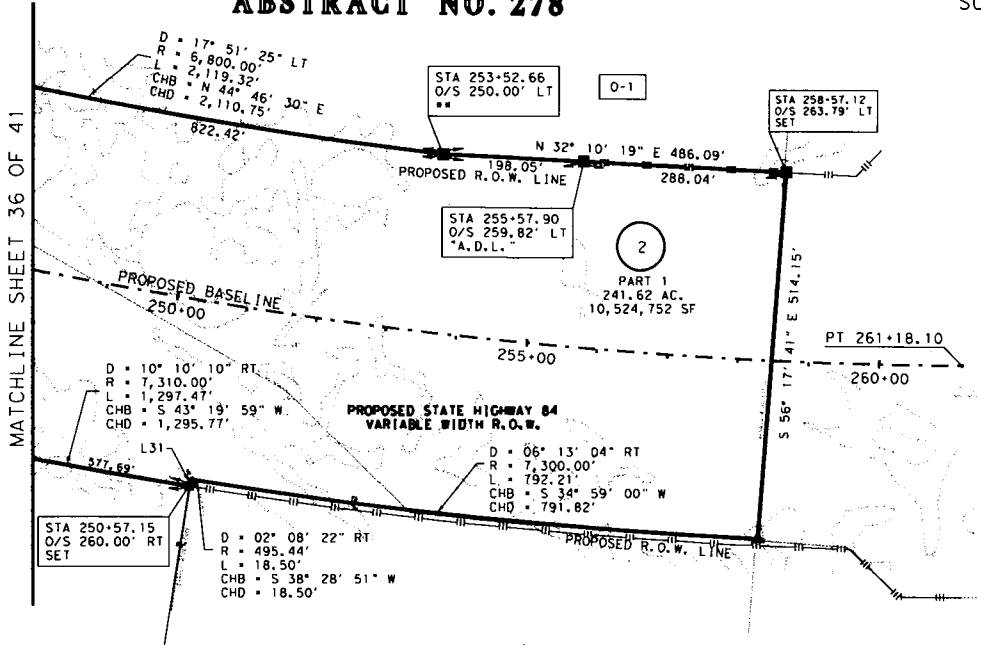 ABSTRACT NO. 278
MATCHLINE SHEET 36 OF 41
D = 17° 51' 25" LT
R = 6,800.00'
L = 2,119.32'
CHB = N 44° 46' 30" E
CHD = 2,110.75'
822.42'
STA 253+52.66
O/S 250.00' LT
**
O-1
STA 258+57.12
O/S 263.79' LT
SET
N 32° 10' 19" E 486.09'
198.05'
288.04'
PROPOSED R.O.W. LINE
STA 255+57.90
O/S 259.82' LT
"A.D.L."
2
PART 1
241.62 AC.
10,524,752 SF
S 56° 17' 41" E 514.15'
PROPOSED BASELINE
250+00
255+00
PT 261+18.10
260+00
D = 10° 10' 10" RT
R = 7,310.00'
L = 1,297.47'
CHB = S 43° 19' 59" W
CHD = 1,295.77'
PROPOSED STATE HIGHWAY 84
VARIABLE WIDTH R.O.W.
L31
577.69'
D = 06° 13' 04" RT
R = 7,300.00'
L = 792.21'
CHB = S 34° 59' 00" W
CHD = 791.82'
STA 250+57.15
O/S 260.00' RT
SET
D = 02° 08' 22" RT
R = 495.44'
L = 18.50'
CHB = S 38° 28' 51" W
CHD = 18.50'
PROPOSED R.O.W. LINE